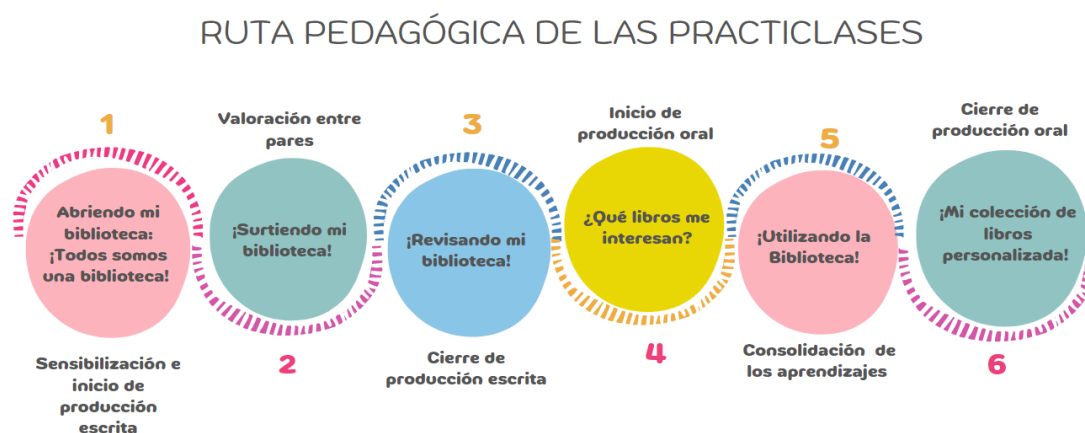 RUTA PEDAGÓGICA DE LAS PRACTICLASES
1
Abriendo mi
biblioteca:
¡Todos somos
una biblioteca!
Sensibilización e
inicio de
producción
escrita
Valoración entre
pares
¡Surtiendo mi
biblioteca!
2
3
¡Revisando mi
biblioteca!
Cierre de
producción escrita
Inicio de
producción oral
¿Qué libros me
interesan?
4
5
¡Utilizando la
Biblioteca!
Consolidación de
los aprendizajes
Cierre de
producción oral
¡Mi colección de
libros
personalizada!
6